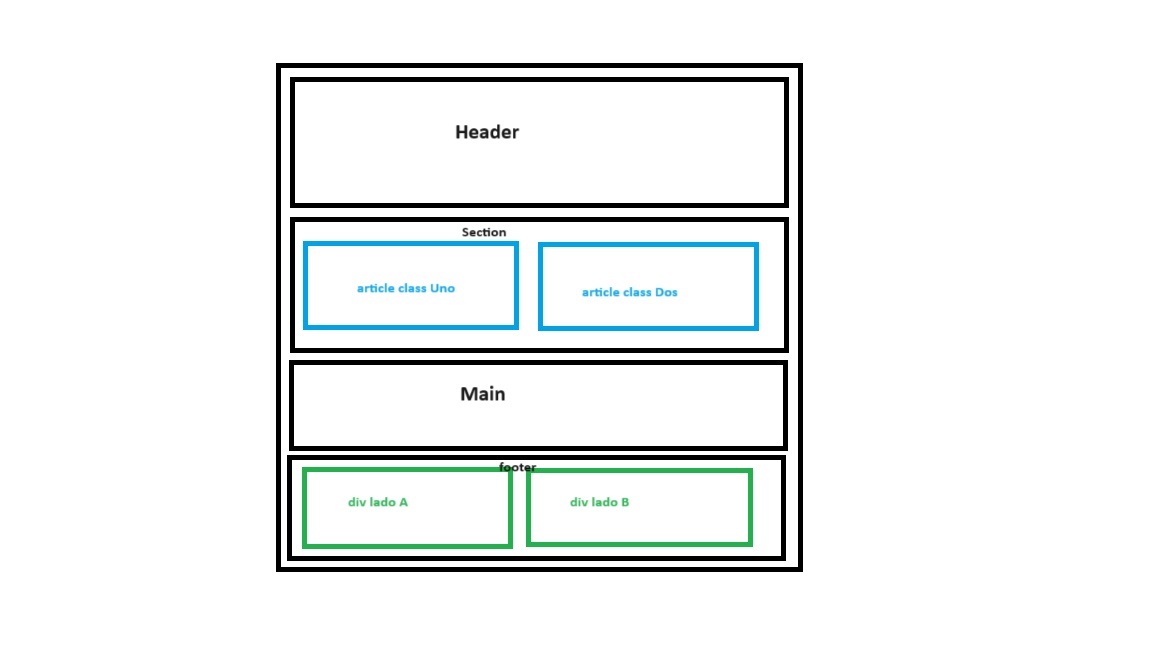 Header
Section
article class Uno
article class Dos
Main
footer
div lado A
div lado B